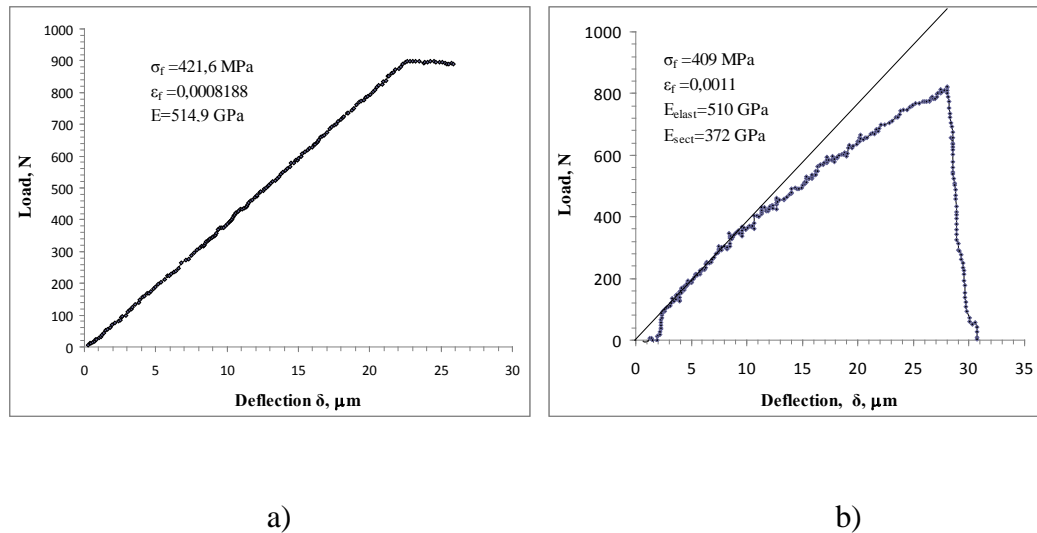 1000
900
800
700
600
500
400
300
200
100
0
0 5 10 15 20 25 30
Load, N
Deflection δ, μm
σf =421,6 MPa
εf =0,0008188
E=514,9 GPa
1000
800
600
400
200
0
0 5 10 15 20 25 30 35
Load, N
Deflection, δ, μm
σf =409 MPa
εf =0,0011
Eelast=510 GPa
Esect=372 GPa
a)
b)